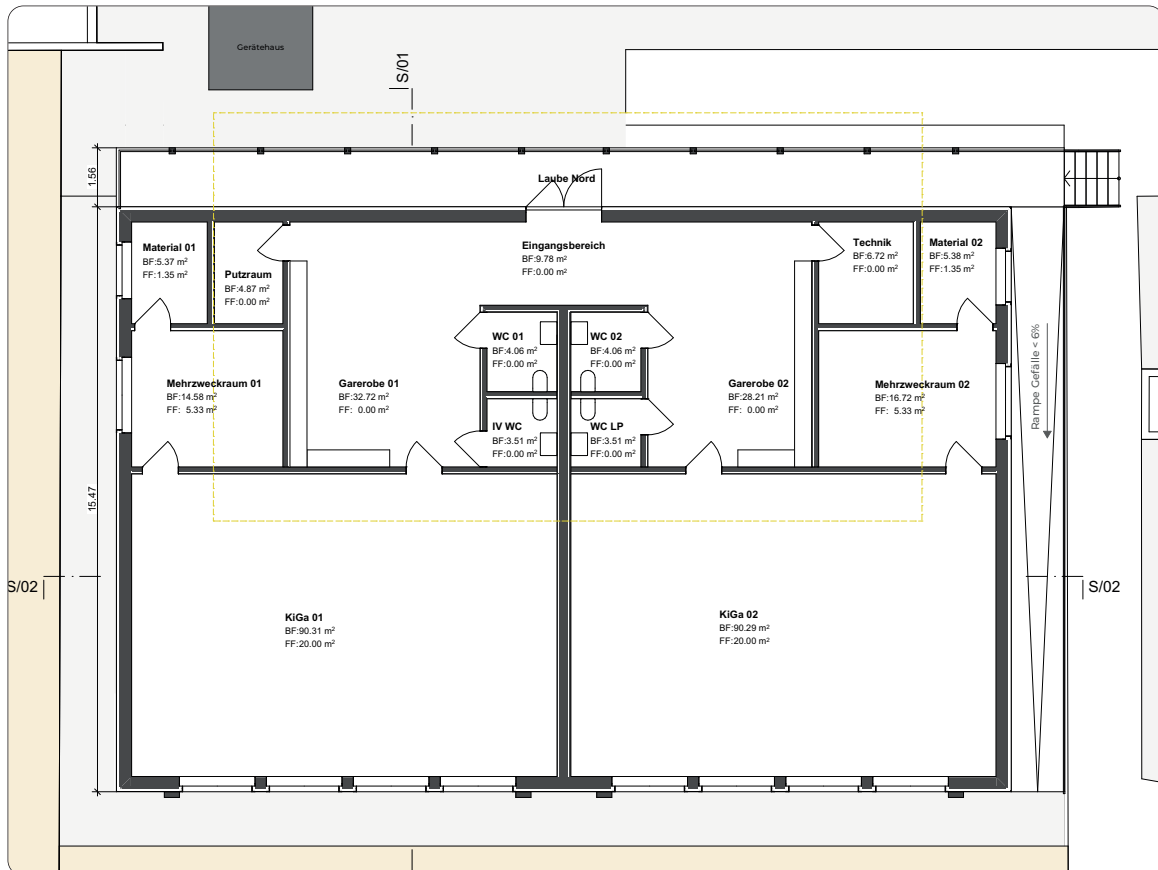 Gerätehaus
S/01
1.56
Laube Nord
Material 01
BF:5.37 m²
FF:1.35 m²
Putzraum
BF:4.87 m²
FF:0.00 m²
Eingangsbereich
BF:9.78 m²
FF:0.00 m²
Technik
BF:6.72 m²
FF:0.00 m²
Material 02
BF:5.38 m²
FF:1.35 m²
WC 01
BF:4.06 m²
FF:0.00 m²
WC 02
BF:4.06 m²
FF:0.00 m²
Mehrzweckraum 01
BF:14.58 m²
FF: 5.33 m²
Garerobe 01
BF:32.72 m²
FF: 0.00 m²
Garerobe 02
BF:28.21 m²
FF: 0.00 m²
Mehrzweckraum 02
BF:16.72 m²
FF: 5.33 m²
Rampe Gefälle < 6%
IV WC
BF:3.51 m²
FF:0.00 m²
WC LP
BF:3.51 m²
FF:0.00 m²
15.47
S/02
S/02
KiGa 01
BF:90.31 m²
FF:20.00 m²
KiGa 02
BF:90.29 m²
FF:20.00 m²